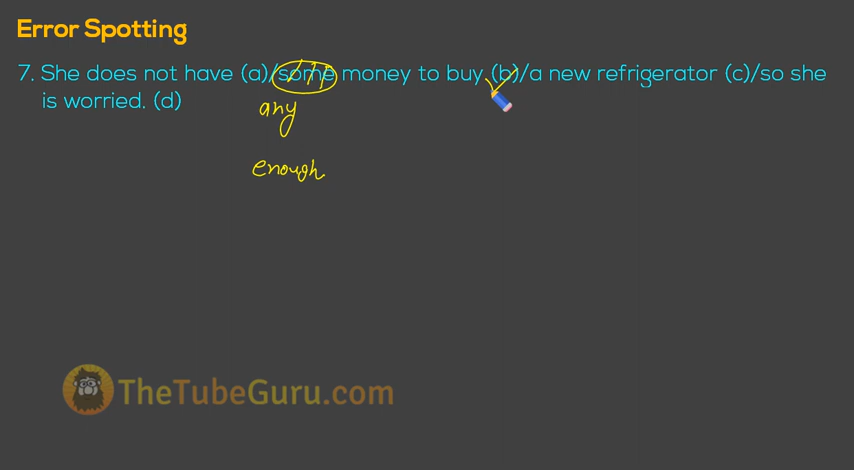 Error Spotting
7. She does not have (a)/some money to buy (b)/a new refrigerator (c)/so she
is worried. (d)
any
enough
TheTubeGuru.com